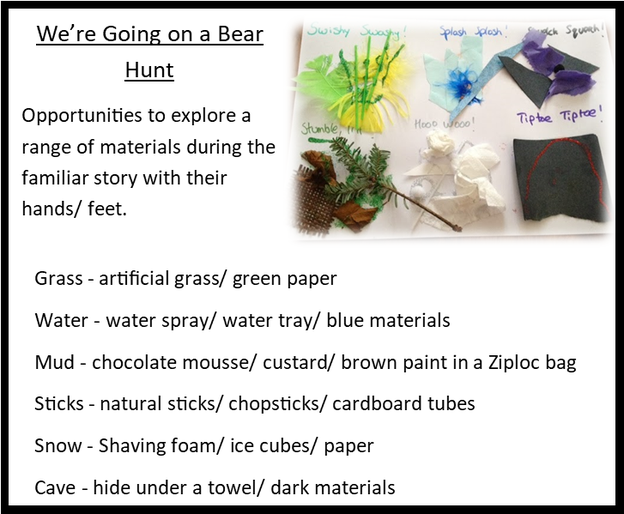 We're Going on a Bear
Hunt
Opportunities to explore a
range of materials during the
familiar story with their
hands/ feet.
Swishy Swashy!
Splash Splash!
Squelch Squerch!
Stumble,
Hooo wooo!
Tiptoe Tiptoe!
Grass - artificial grass/ green paper
Water - water spray/ water tray/ blue materials
Mud - chocolate mousse/ custard/ brown paint in a Ziploc bag
Sticks - natural sticks/ chopsticks/ cardboard tubes
Snow - Shaving foam/ ice cubes/ paper
Cave - hide under a towel/ dark materials